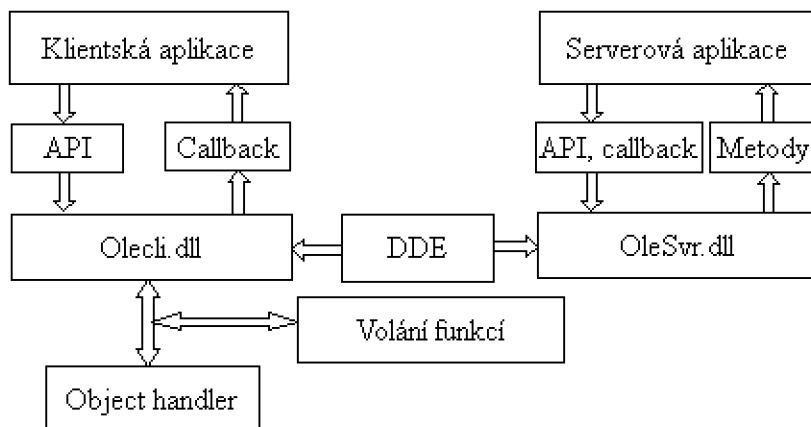 Klientská aplikace
Serverová aplikace
API
Callback
API, callback
Metody
Olecli.dll
DDE
OleSvr.dll
Volání funkcí
Object handler